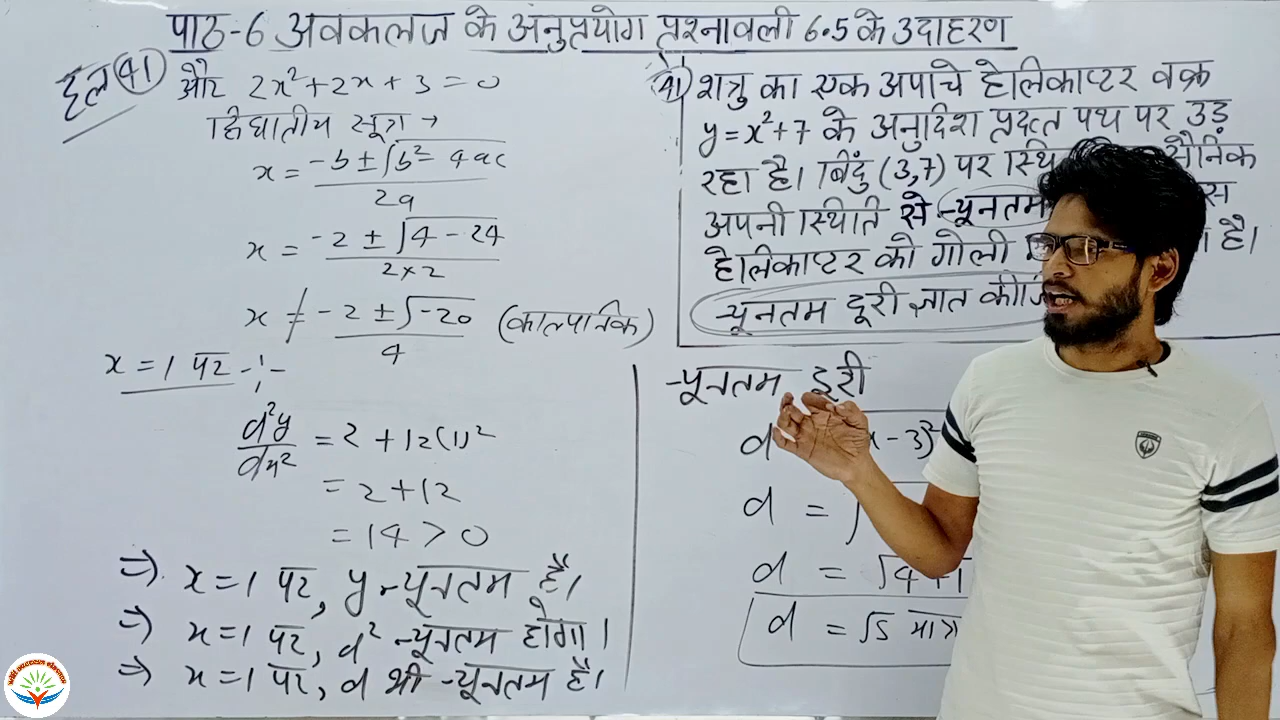 पाठ-6 अवकलज के अनुप्रयोग प्रश्नावली 6.5 के उदाहरण
हल 41
और 2x²+2x+3=0
द्विघातीय सूत्र →
x = -b ± √b² - 4ac / 2a
x = -2 ± √4 - 24 / 2×2
x ≠ -2 ± √-20 / 4 (काल्पनिक)
x = 1 पर -:-
d²y/dx² = 2 + 12(1)²
= 2 + 12
= 14 > 0
⇒ x=1 पर, y न्यूनतम है।
⇒ x=1 पर, d² न्यूनतम होगा।
⇒ x=1 पर, d भी न्यूनतम है।
41) शत्रु का एक अपाचे हेलिकाप्टर वक्र
y=x²+7 के अनुदिश प्रदत्त पथ पर उड़
रहा है। बिंदु (3,7) पर सैनिक
अपनी स्थिति से न्यूनतम
हेलिकाप्टर को गोली है।
न्यूनतम दूरी ज्ञात
न्यूनतम दूरी
d - 3)²
d = √
d = √4+1
d = √5